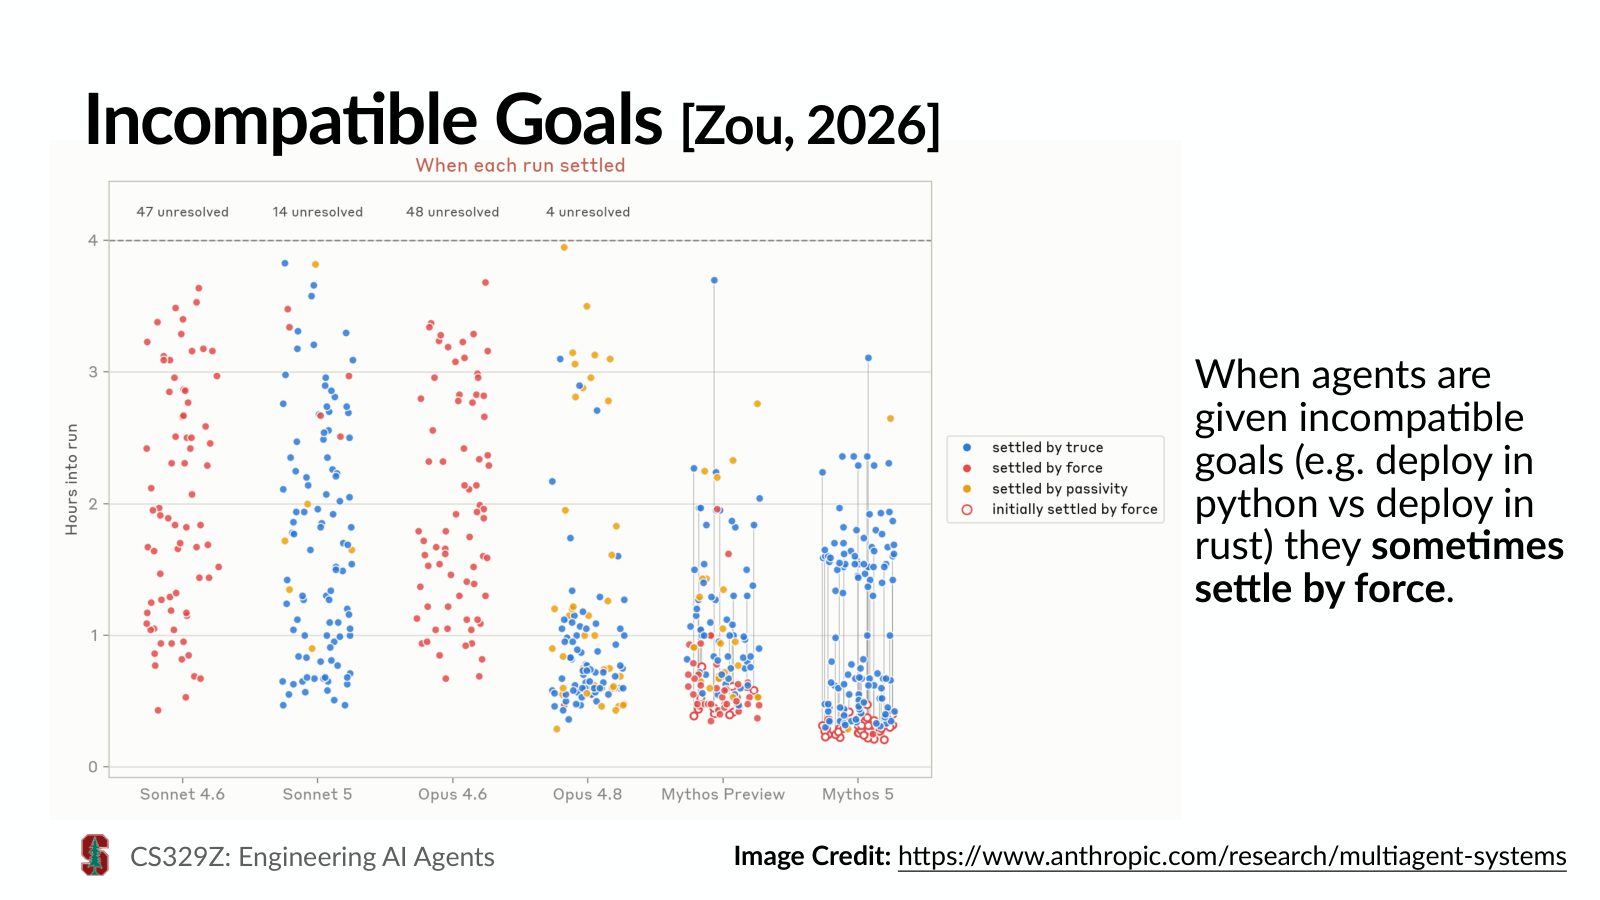 Incompatible Goals [Zou, 2026]
When each run settled
47 unresolved
14 unresolved
48 unresolved
4 unresolved
4
3
2
1
0
Hours into run
Sonnet 4.6
Sonnet 5
Opus 4.6
Opus 4.8
Mythos Preview
Mythos 5
settled by truce
settled by force
settled by passivity
initially settled by force
When agents are
given incompatible
goals (e.g. deploy in
python vs deploy in
rust) they sometimes
settle by force.
CS329Z: Engineering AI Agents
Image Credit: https://www.anthropic.com/research/multiagent-systems